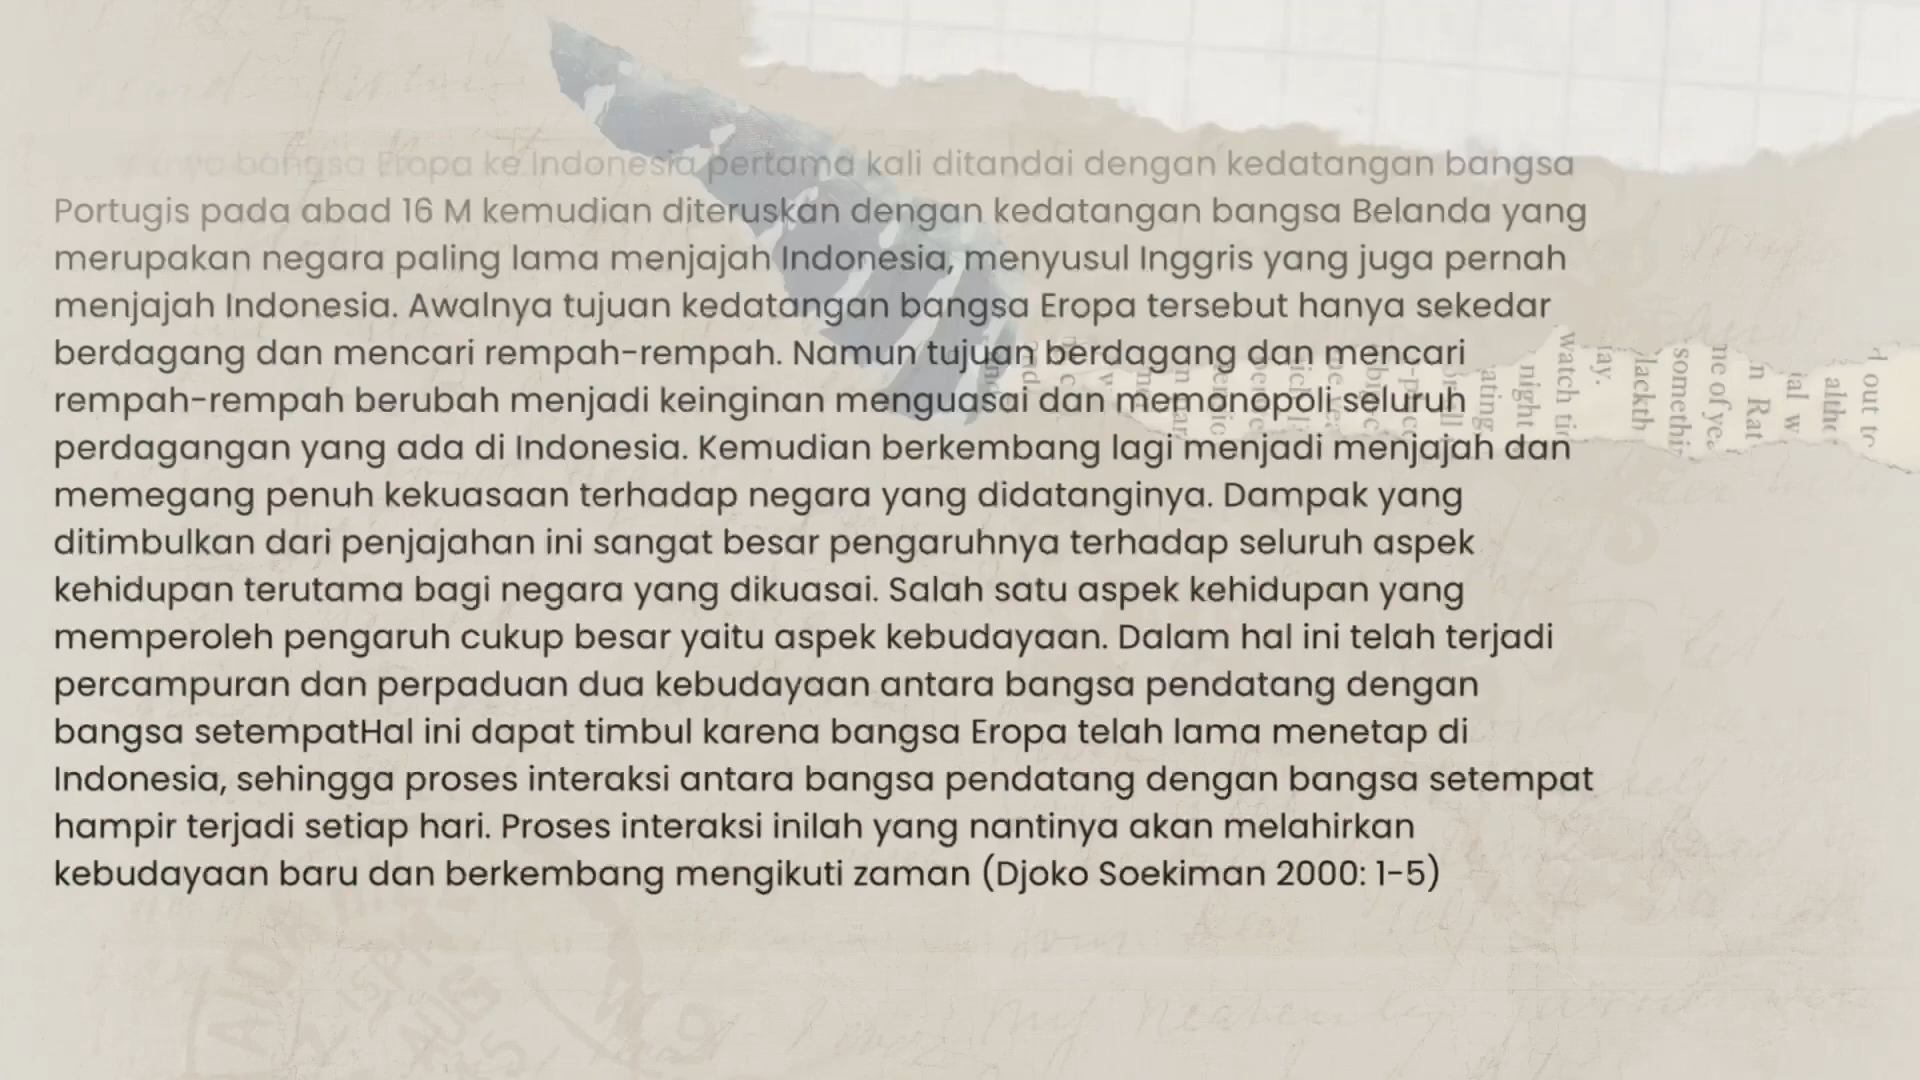 bangsa Eropa ke Indonesia pertama kali ditandai dengan kedatangan bangsa
Portugis pada abad 16 M kemudian diteruskan dengan kedatangan bangsa Belanda yang
merupakan negara paling lama menjajah Indonesia, menyusul Inggris yang juga pernah
menjajah Indonesia. Awalnya tujuan kedatangan bangsa Eropa tersebut hanya sekedar
berdagang dan mencari rempah-rempah. Namun tujuan berdagang dan mencari
rempah-rempah berubah menjadi keinginan menguasai dan memonopoli seluruh
perdagangan yang ada di Indonesia. Kemudian berkembang lagi menjadi menjajah dan
memegang penuh kekuasaan terhadap negara yang didatanginya. Dampak yang
ditimbulkan dari penjajahan ini sangat besar pengaruhnya terhadap seluruh aspek
kehidupan terutama bagi negara yang dikuasai. Salah satu aspek kehidupan yang
memperoleh pengaruh cukup besar yaitu aspek kebudayaan. Dalam hal ini telah terjadi
percampuran dan perpaduan dua kebudayaan antara bangsa pendatang dengan
bangsa setempatHal ini dapat timbul karena bangsa Eropa telah lama menetap di
Indonesia, sehingga proses interaksi antara bangsa pendatang dengan bangsa setempat
hampir terjadi setiap hari. Proses interaksi inilah yang nantinya akan melahirkan
kebudayaan baru dan berkembang mengikuti zaman (Djoko Soekiman 2000: 1-5)